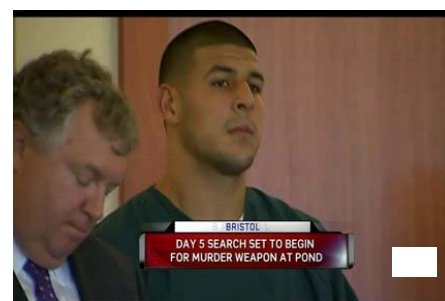 BRISTOL
DAY 5 SEARCH SET TO BEGIN
FOR MURDER WEAPON AT POND